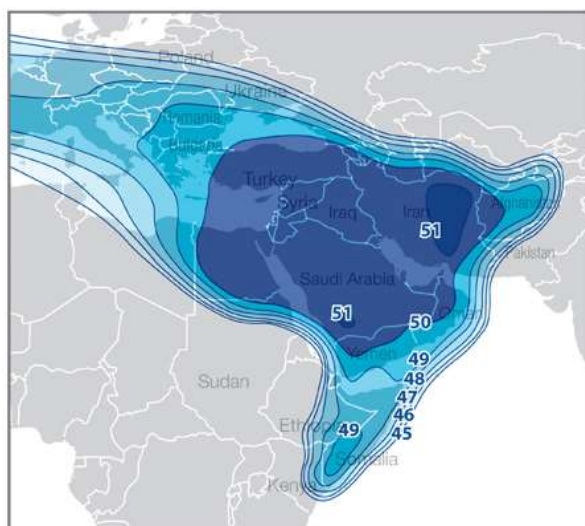 Poland
Ukraine
Romania
Bulgaria
Turkey
Syria
Iraq
Iran
Afghanistan
51
Pakistan
Saudi Arabia
51
50
Oman
Yemen
49
48
Sudan
47
46
Ethiopia
49
45
Somalia
Kenya